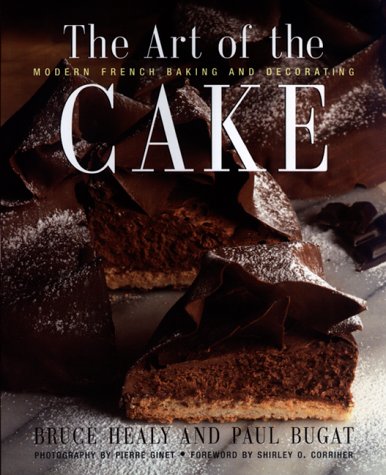 The Art of the
MODERN FRENCH BAKING AND DECORATING
CAKE
BRUCE HEALY AND PAUL BUGAT
PHOTOGRAPHY BY PIERRE GINET • FOREWORD BY SHIRLEY O. CORRIHER